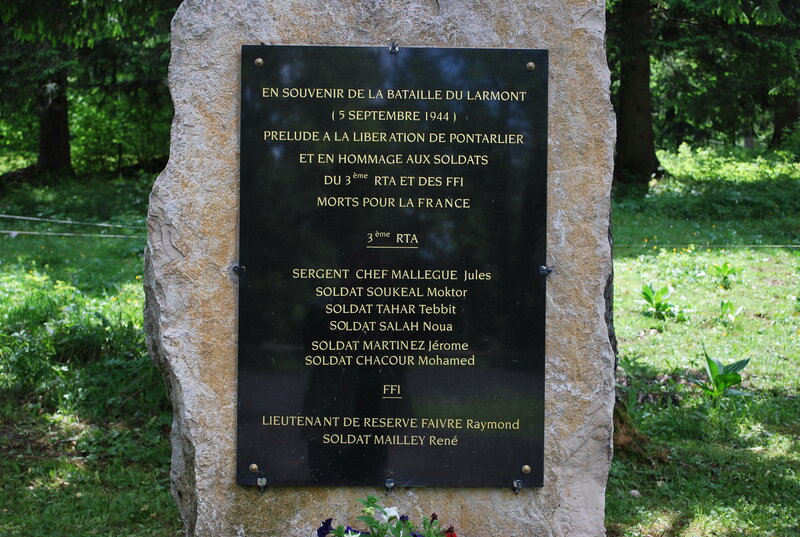 EN SOUVENIR DE LA BATAILLE DU LARMONT
( 5 SEPTEMBRE 1944 )
PRELUDE A LA LIBERATION DE PONTARLIER
ET EN HOMMAGE AUX SOLDATS
DU 3ème RTA ET DES FFI
MORTS POUR LA FRANCE
3ème RTA
SERGENT CHEF MALLEGUE Jules
SOLDAT SOUKEAL Moktor
SOLDAT TAHAR Tebbit
SOLDAT SALAH Noua
SOLDAT MARTINEZ Jérome
SOLDAT CHACOUR Mohamed
FFI
LIEUTENANT DE RESERVE FAIVRE Raymond
SOLDAT MAILLEY René